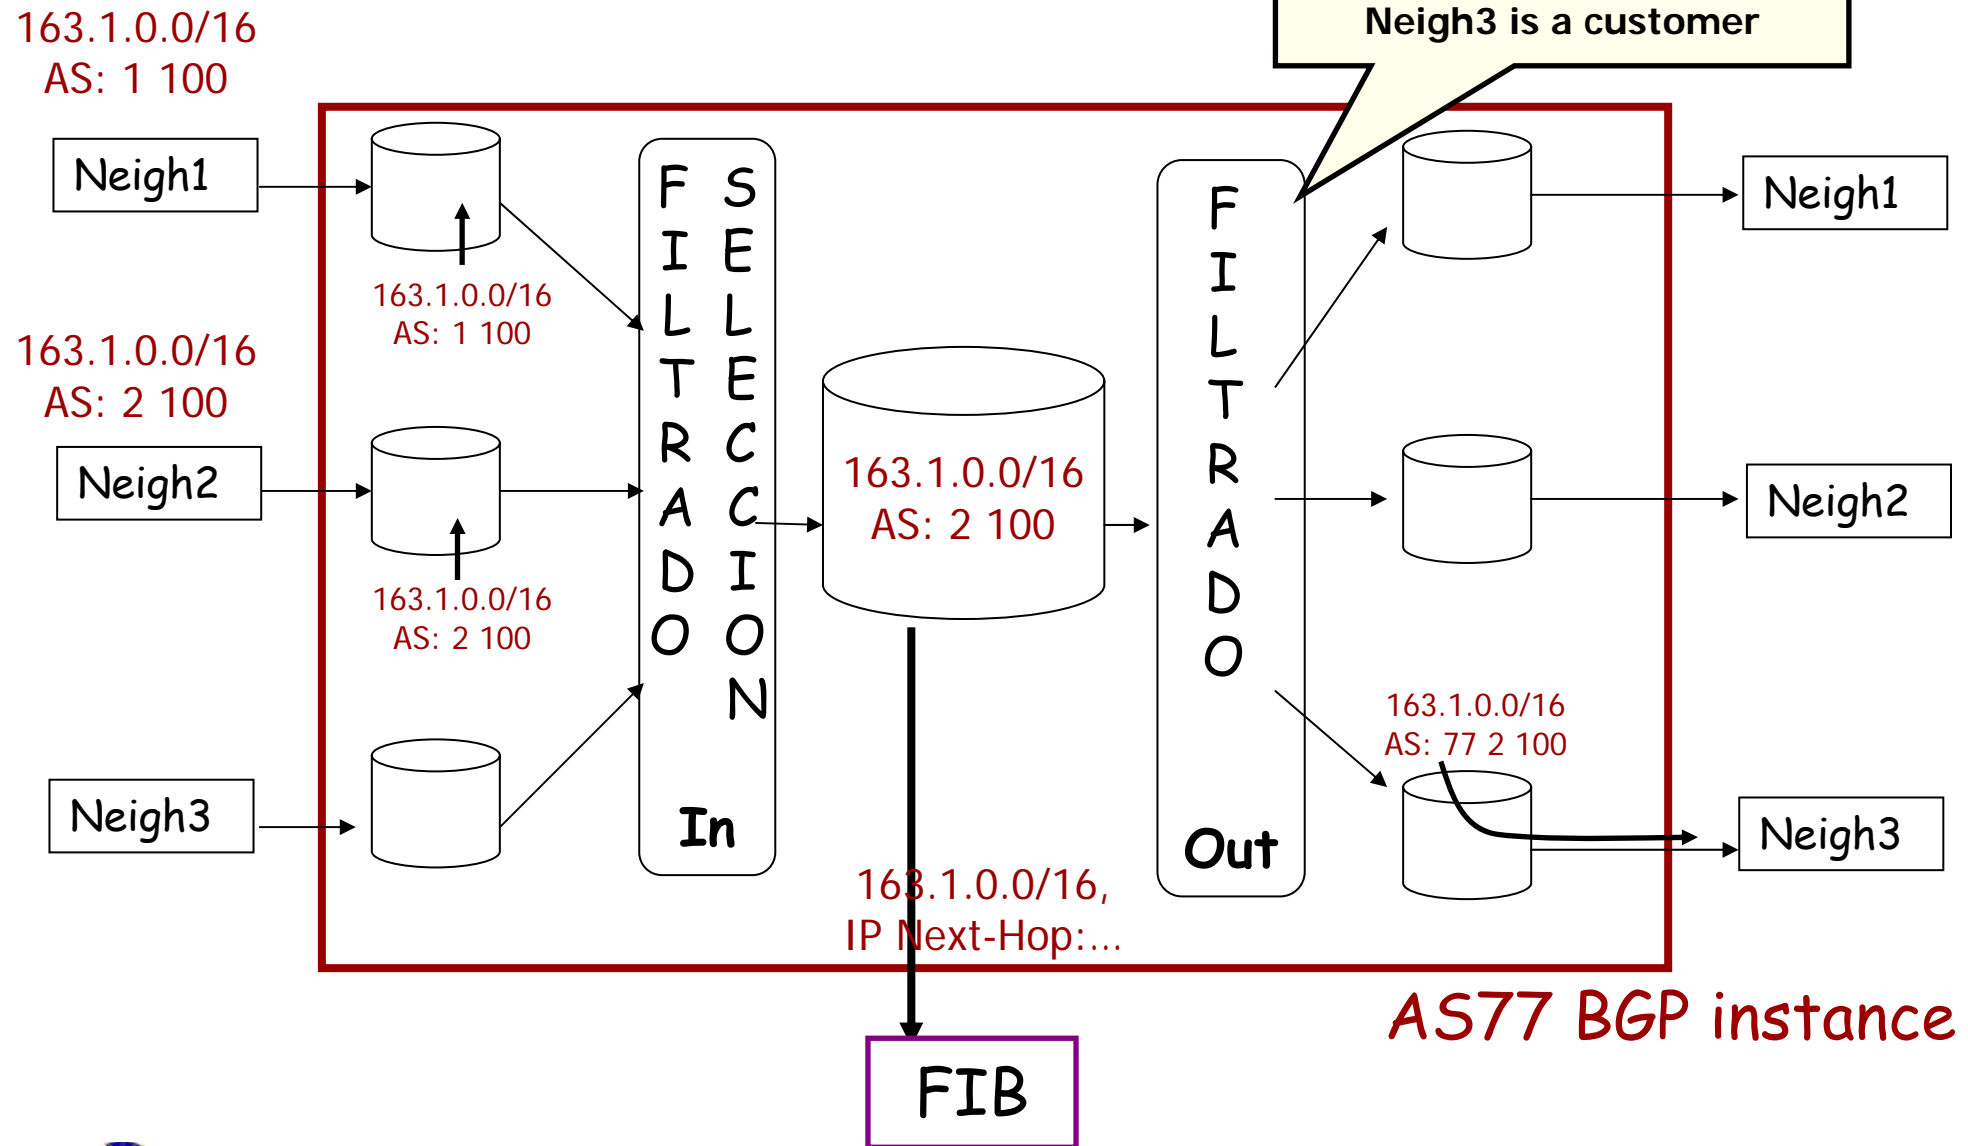 163.1.0.0/16
AS: 1 100
Neigh3 is a customer
Neigh1
163.1.0.0/16
AS: 1 100
163.1.0.0/16
AS: 2 100
Neigh2
163.1.0.0/16
AS: 2 100
Neigh3
FILTRADO
SELECCION
In
163.1.0.0/16
AS: 2 100
163.1.0.0/16,
IP Next-Hop:...
FIB
FILTRADO
Out
Neigh1
Neigh2
163.1.0.0/16
AS: 77 2 100
Neigh3
AS77 BGP instance